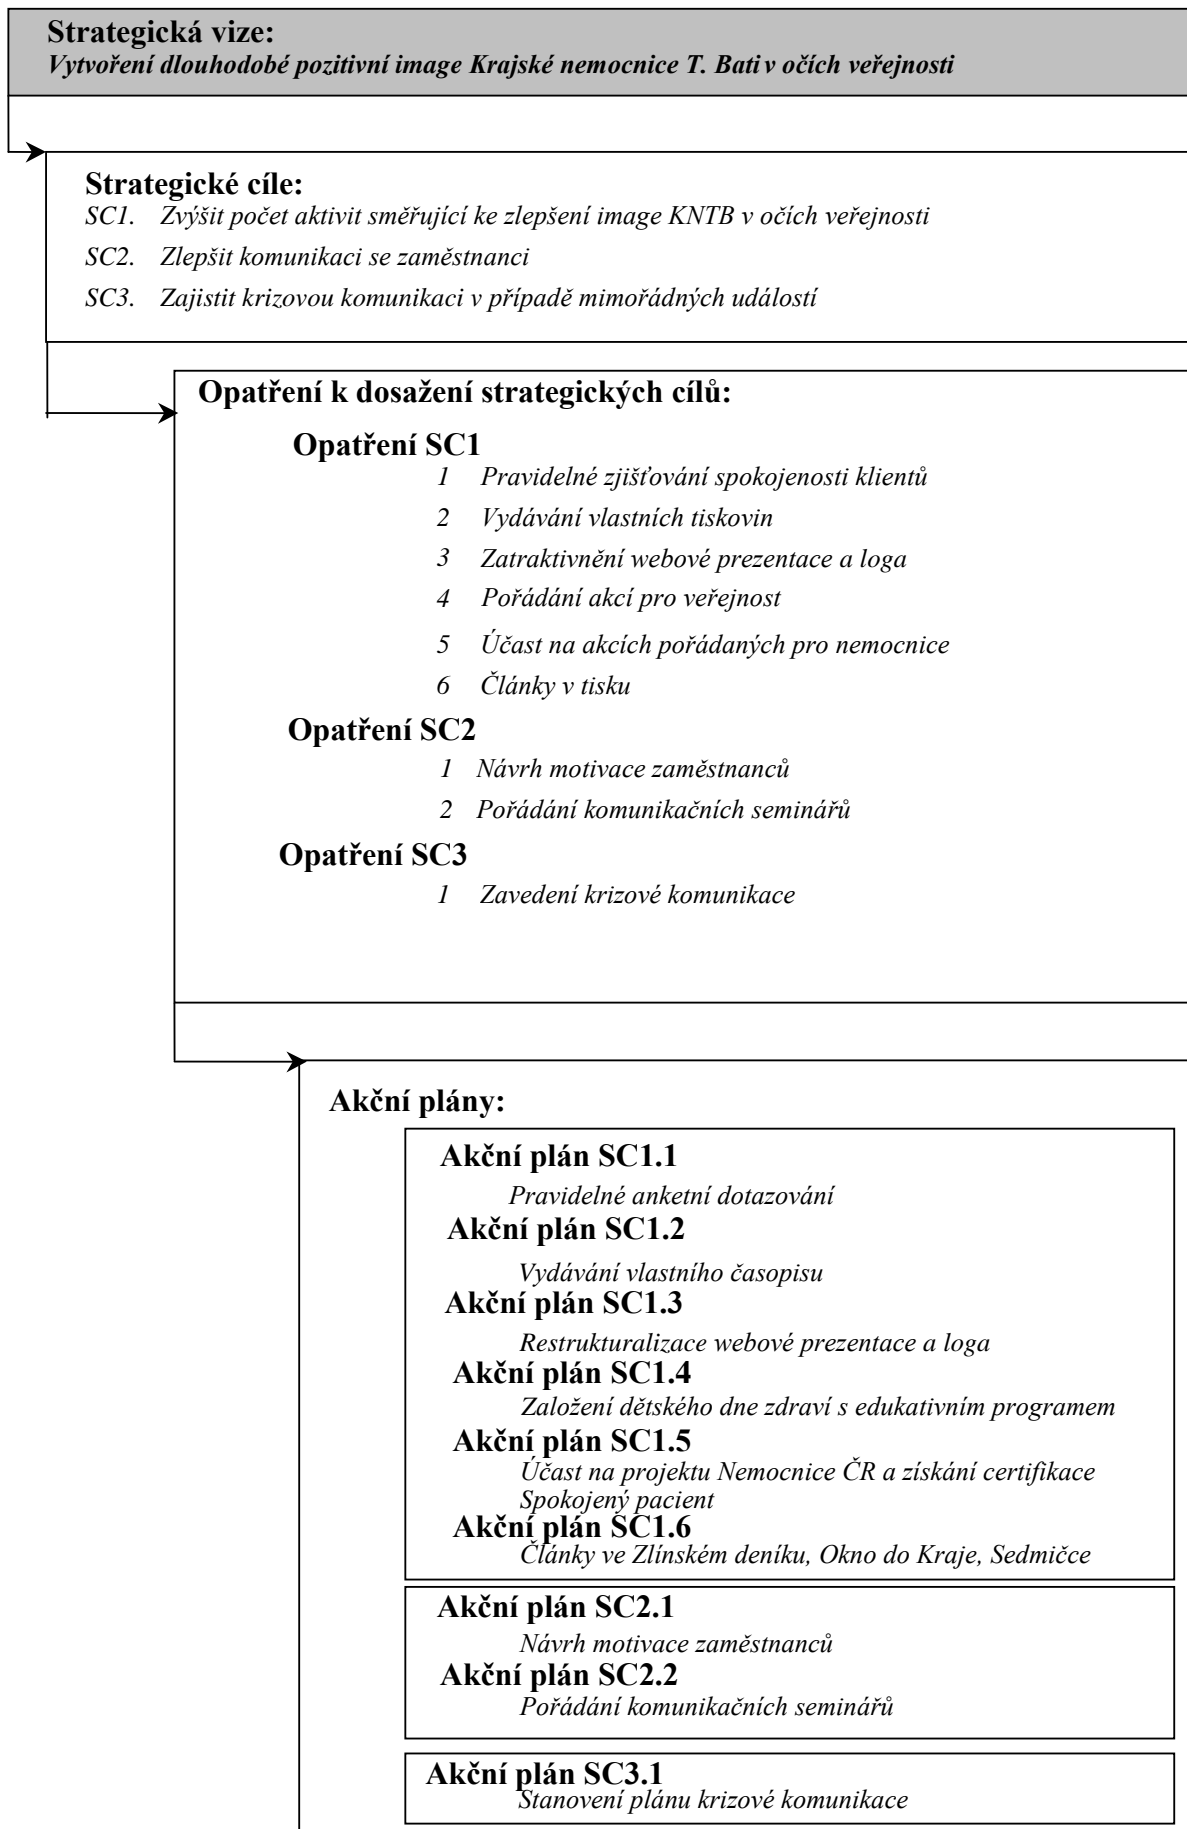 Strategická vize:
Vytvoření dlouhodobé pozitivní image Krajské nemocnice T. Bati v očích veřejnosti
Strategické cíle:
SC1. Zvýšit počet aktivit směřující ke zlepšení image KNTB v očích veřejnosti
SC2. Zlepšit komunikaci se zaměstnanci
SC3. Zajistit krizovou komunikaci v případě mimořádných událostí
Opatření k dosažení strategických cílů:
Opatření SC1
1 Pravidelné zjišťování spokojenosti klientů
2 Vydávání vlastních tiskovin
3 Zatraktivnění webové prezentace a loga
4 Pořádání akcí pro veřejnost
5 Účast na akcích pořádaných pro nemocnice
6 Články v tisku
Opatření SC2
1 Návrh motivace zaměstnanců
2 Pořádání komunikačních seminářů
Opatření SC3
1 Zavedení krizové komunikace
Akční plány:
Akční plán SC1.1
Pravidelné anketní dotazování
Akční plán SC1.2
Vydávání vlastního časopisu
Akční plán SC1.3
Restrukturalizace webové prezentace a loga
Akční plán SC1.4
Založení dětského dne zdraví s edukativním programem
Akční plán SC1.5
Účast na projektu Nemocnice ČR a získání certifikace
Spokojený pacient
Akční plán SC1.6
Články ve Zlínském deníku, Okno do Kraje, Sedmičce
Akční plán SC2.1
Návrh motivace zaměstnanců
Akční plán SC2.2
Pořádání komunikačních seminářů
Akční plán SC3.1
Stanovení plánu krizové komunikace